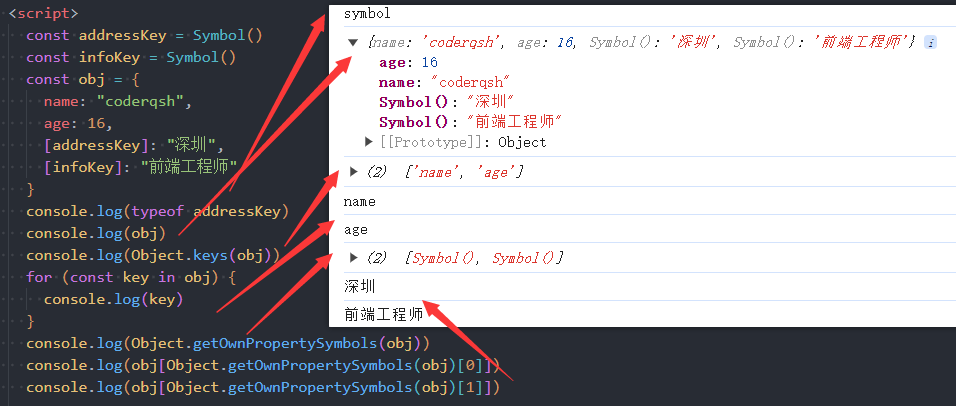 <script>
const addressKey = Symbol()
const infoKey = Symbol()
const obj = {
name: "coderqsh",
age: 16,
[addressKey]: "深圳",
[infoKey]: "前端工程师"
}
console.log(typeof addressKey)
console.log(obj)
console.log(Object.keys(obj))
for (const key in obj) {
console.log(key)
}
console.log(Object.getOwnPropertySymbols(obj))
console.log(obj[Object.getOwnPropertySymbols(obj)[0]])
console.log(obj[Object.getOwnPropertySymbols(obj)[1]])
symbol
▼ {name: 'coderqsh', age: 16, Symbol(): '深圳', Symbol(): '前端工程师'} i
age: 16
name: "coderqsh"
Symbol(): "深圳"
Symbol(): "前端工程师"
▶ [[Prototype]]: Object
▶ (2) ['name', 'age']
name
age
▶ (2) [Symbol(), Symbol()]
深圳
前端工程师